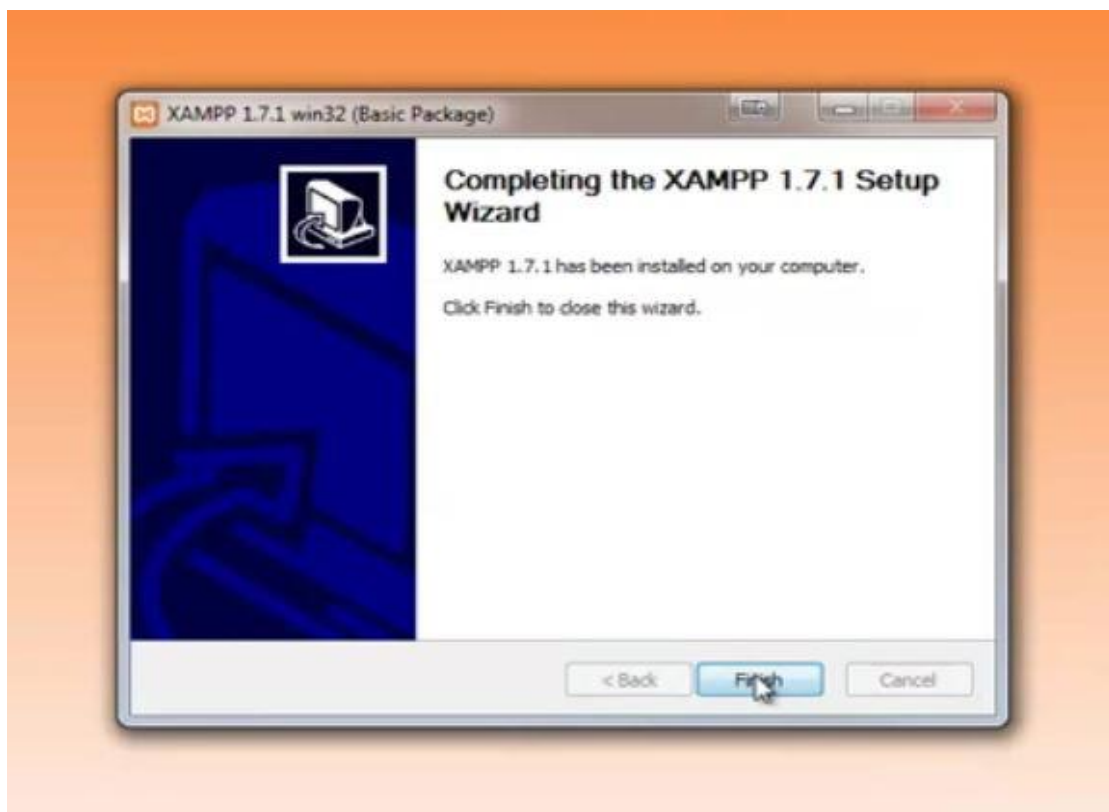 XAMPP 1.7.1 win32 (Basic Package)
Completing the XAMPP 1.7.1 Setup
Wizard
XAMPP 1.7.1 has been installed on your computer.
Click Finish to close this wizard.
< Back
Finish
Cancel